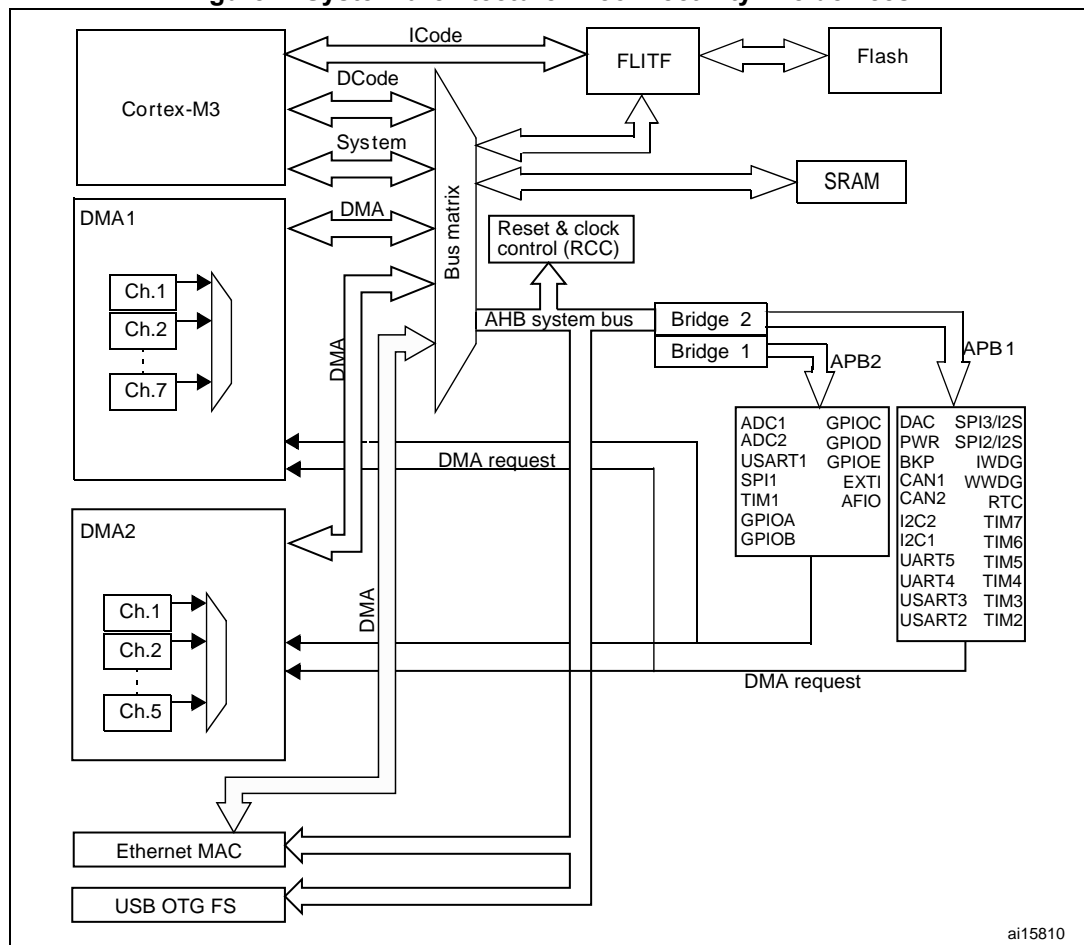 ICode
FLITF
Flash
Cortex-M3
DCode
System
SRAM
DMA1
DMA
Bus matrix
Reset & clock
control (RCC)
Ch.1
Ch.2
Ch.7
AHB system bus
Bridge 2
Bridge 1
APB2
APB1
DMA
ADC1 GPIOC
ADC2 GPIOD
USART1 GPIOE
SPI1 EXTI
TIM1 AFIO
GPIOA
GPIOB
DAC SPI3/I2S
PWR SPI2/I2S
BKP IWDG
CAN1 WWDG
CAN2 RTC
I2C2 TIM7
I2C1 TIM6
UART5 TIM5
UART4 TIM4
USART3 TIM3
USART2 TIM2
DMA request
DMA2
Ch.1
Ch.2
Ch.5
DMA
DMA request
Ethernet MAC
USB OTG FS
ai15810